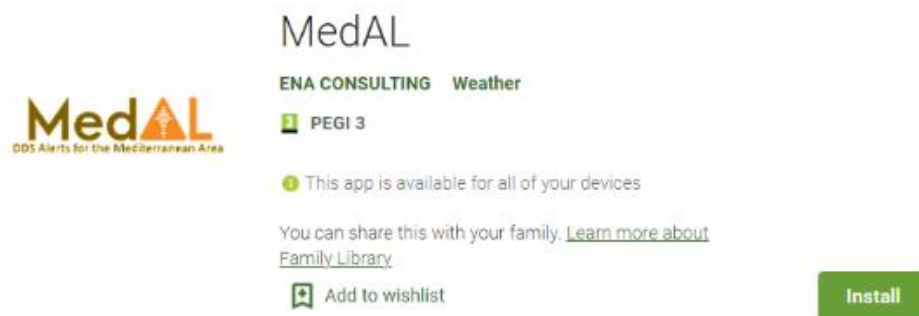 MedAL
ENA CONSULTING Weather
3 PEGI 3
MedAL
DDS Alerts for the Mediterranean Area
This app is available for all of your devices
You can share this with your family. Learn more about
Family Library
Add to wishlist
Install